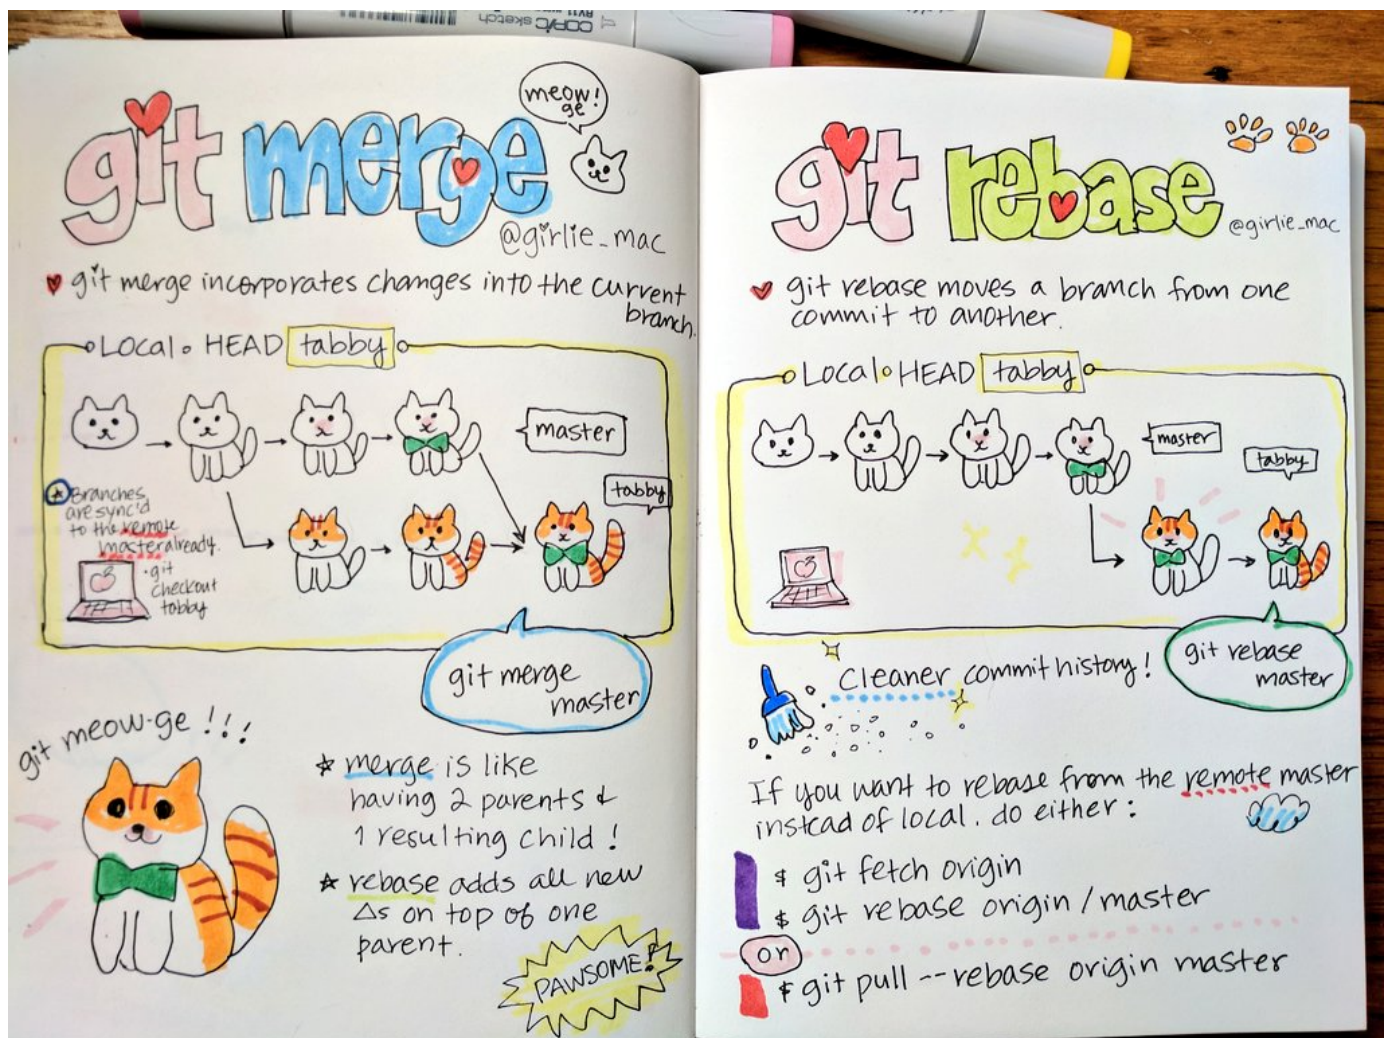 COPIC sketch
meow!
ge
git merge
@girlie_mac
git merge incorporates changes into the current
branch.
Local • HEAD tabby
master
tabby
Branches
are sync'd
to the remote
master already.
• git
checkout
tabby
git merge
master
git meow-ge!!!
merge is like
having 2 parents &
1 resulting child!
rebase adds all new
Δs on top of one
parent.
PAWSOME!
git rebase
@girlie_mac
git rebase moves a branch from one
commit to another.
Local • HEAD tabby
master
tabby
git rebase
master
Cleaner commit history!
If you want to rebase from the remote master
instead of local. do either:
$ git fetch origin
$ git rebase origin/master
or
$ git pull --rebase origin master